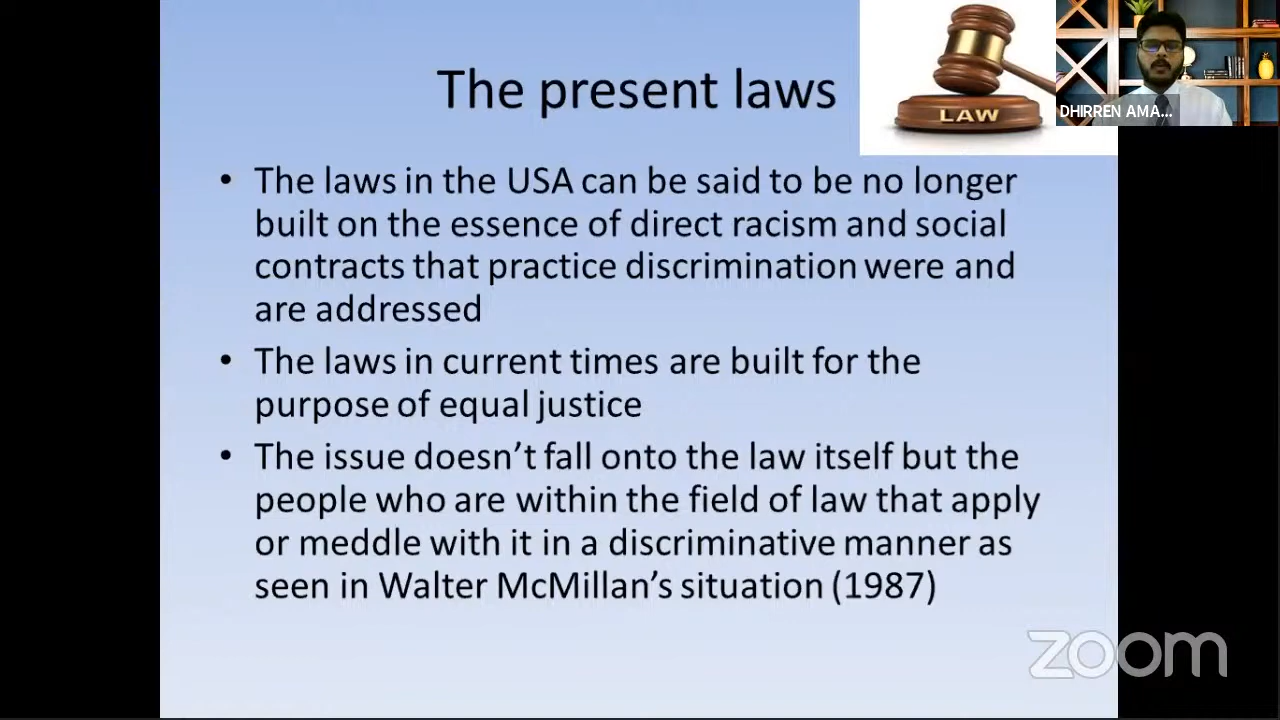 The present laws
LAW
DHIRREN AMA...
• The laws in the USA can be said to be no longer
built on the essence of direct racism and social
contracts that practice discrimination were and
are addressed
• The laws in current times are built for the
purpose of equal justice
• The issue doesn’t fall onto the law itself but the
people who are within the field of law that apply
or meddle with it in a discriminative manner as
seen in Walter McMillan’s situation (1987)
zoom